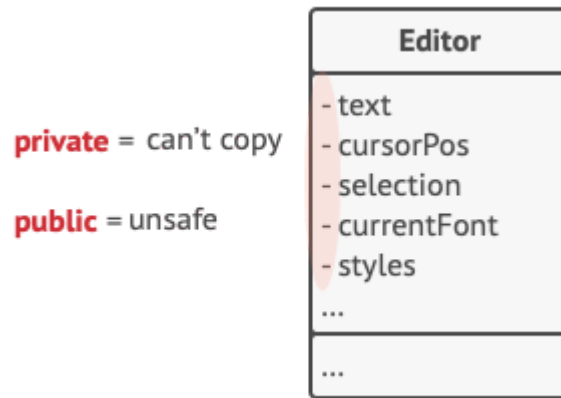 Editor
- text
- cursorPos
- selection
- currentFont
- styles
...
...
private = can't copy
public = unsafe